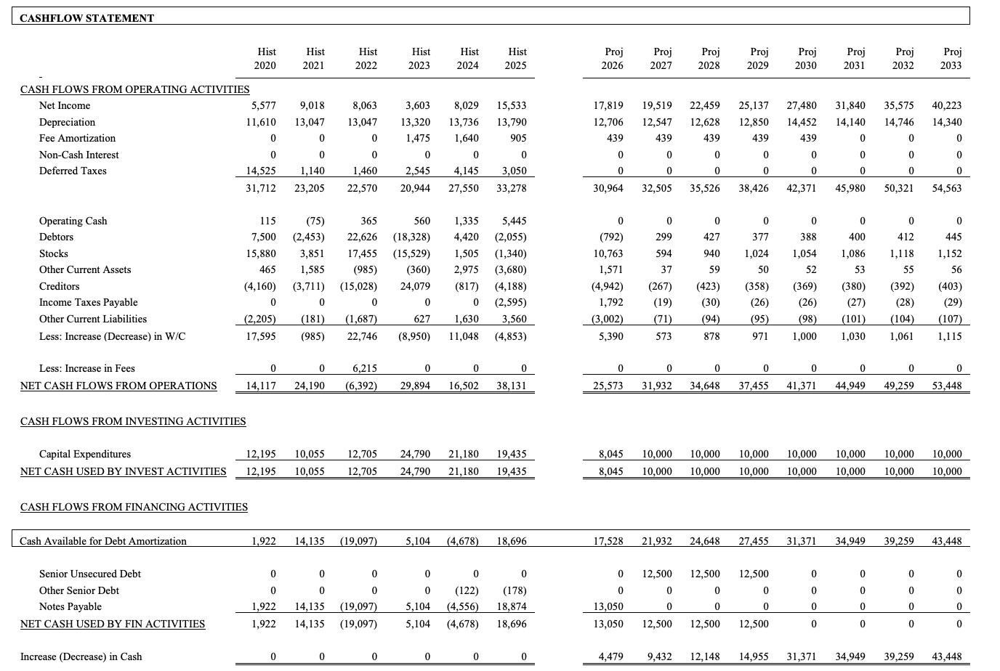 CASHFLOW STATEMENT
Hist Hist Hist Hist Hist Hist Proj Proj Proj Proj Proj Proj Proj Proj
2020 2021 2022 2023 2024 2025 2026 2027 2028 2029 2030 2031 2032 2033
CASH FLOWS FROM OPERATING ACTIVITIES
Net Income 5,577 9,018 8,063 3,603 8,029 15,533 17,819 19,519 22,459 25,137 27,480 31,840 35,575 40,223
Depreciation 11,610 13,047 13,047 13,320 13,736 13,790 12,706 12,547 12,628 12,850 14,452 14,140 14,746 14,340
Fee Amortization 0 0 0 1,475 1,640 905 439 439 439 439 439 0 0 0
Non-Cash Interest 0 0 0 0 0 0 0 0 0 0 0 0 0 0
Deferred Taxes 14,525 1,140 1,460 2,545 4,145 3,050 0 0 0 0 0 0 0 0
31,712 23,205 22,570 20,944 27,550 33,278 30,964 32,505 35,526 38,426 42,371 45,980 50,321 54,563
Operating Cash 115 (75) 365 560 1,335 5,445 0 0 0 0 0 0 0 0
Debtors 7,500 (2,453) 22,626 (18,328) 4,420 (2,055) (792) 299 427 377 388 400 412 445
Stocks 15,880 3,851 17,455 (15,529) 1,505 (1,340) 10,763 594 940 1,024 1,054 1,086 1,118 1,152
Other Current Assets 465 1,585 (985) (360) 2,975 (3,680) 1,571 37 59 50 52 53 55 56
Creditors (4,160) (3,711) (15,028) 24,079 (817) (4,188) (4,942) (267) (423) (358) (369) (380) (392) (403)
Income Taxes Payable 0 0 0 0 0 (2,595) 1,792 (19) (30) (26) (26) (27) (28) (29)
Other Current Liabilities (2,205) (181) (1,687) 627 1,630 3,560 (3,002) (71) (94) (95) (98) (101) (104) (107)
Less: Increase (Decrease) in W/C 17,595 (985) 22,746 (8,950) 11,048 (4,853) 5,390 573 878 971 1,000 1,030 1,061 1,115
Less: Increase in Fees 0 0 6,215 0 0 0 0 0 0 0 0 0 0 0
NET CASH FLOWS FROM OPERATIONS 14,117 24,190 (6,392) 29,894 16,502 38,131 25,573 31,932 34,648 37,455 41,371 44,949 49,259 53,448
CASH FLOWS FROM INVESTING ACTIVITIES
Capital Expenditures 12,195 10,055 12,705 24,790 21,180 19,435 8,045 10,000 10,000 10,000 10,000 10,000 10,000 10,000
NET CASH USED BY INVEST ACTIVITIES 12,195 10,055 12,705 24,790 21,180 19,435 8,045 10,000 10,000 10,000 10,000 10,000 10,000 10,000
CASH FLOWS FROM FINANCING ACTIVITIES
Cash Available for Debt Amortization 1,922 14,135 (19,097) 5,104 (4,678) 18,696 17,528 21,932 24,648 27,455 31,371 34,949 39,259 43,448
Senior Unsecured Debt 0 0 0 0 0 0 0 12,500 12,500 12,500 0 0 0 0
Other Senior Debt 0 0 0 0 (122) (178) 0 0 0 0 0 0 0 0
Notes Payable 1,922 14,135 (19,097) 5,104 (4,556) 18,874 13,050 0 0 0 0 0 0 0
NET CASH USED BY FIN ACTIVITIES 1,922 14,135 (19,097) 5,104 (4,678) 18,696 13,050 12,500 12,500 12,500 0 0 0 0
Increase (Decrease) in Cash 0 0 0 0 0 0 4,479 9,432 12,148 14,955 31,371 34,949 39,259 43,448